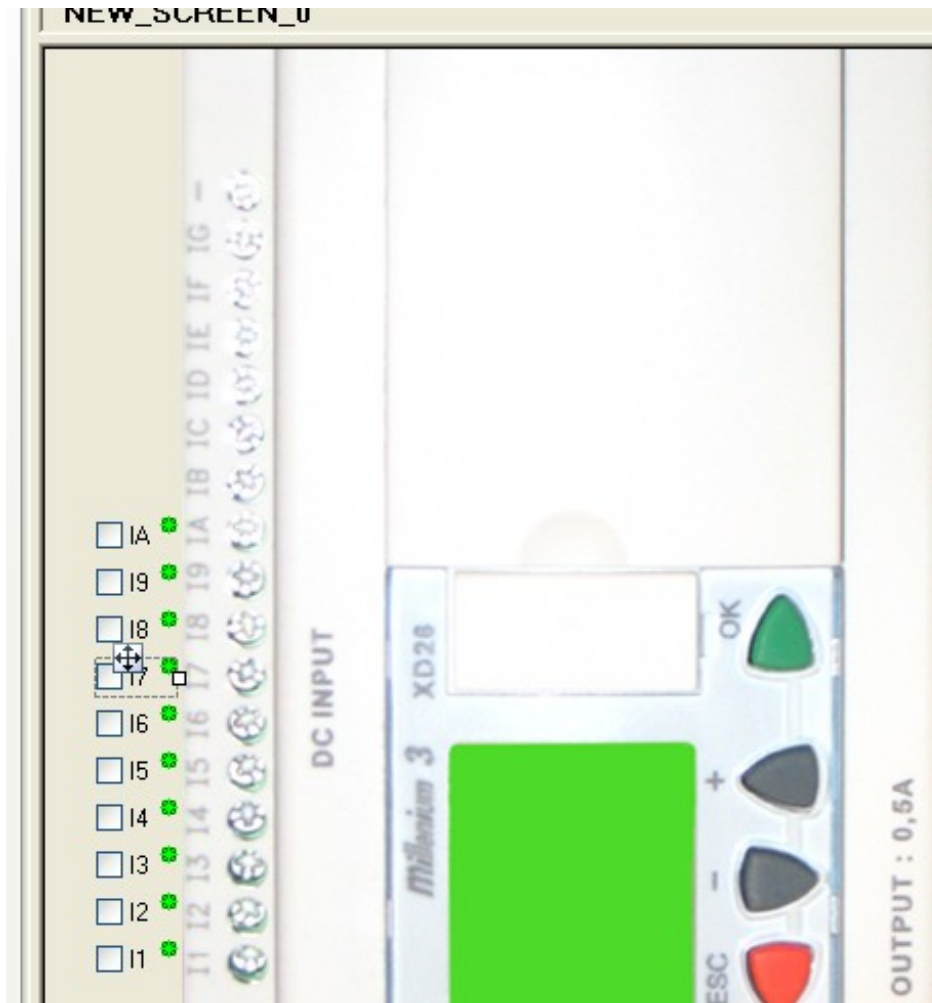 NEW_SCREEN_0
-
IG
IF
IE
ID
IC
IB
IA
I9
I8
I7
I6
I5
I4
I3
I2
I1
IA
I9
I8
I7
I6
I5
I4
I3
I2
I1
DC INPUT
XD26
millenium 3
OK
+
-
ESC
OUTPUT : 0,5A